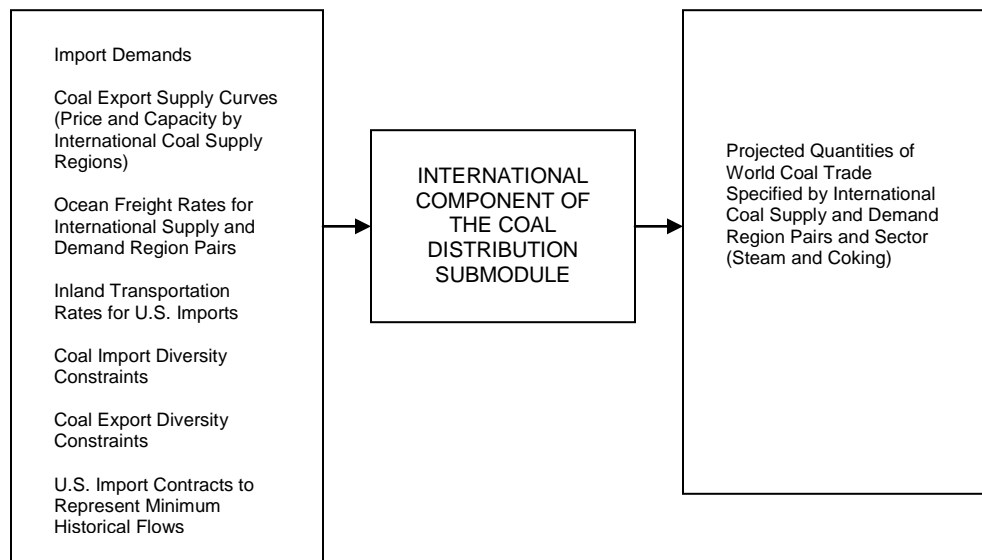 Import Demands
Coal Export Supply Curves
(Price and Capacity by
International Coal Supply
Regions)
Ocean Freight Rates for
International Supply and
Demand Region Pairs
Inland Transportation
Rates for U.S. Imports
Coal Import Diversity
Constraints
Coal Export Diversity
Constraints
U.S. Import Contracts to
Represent Minimum
Historical Flows
INTERNATIONAL
COMPONENT OF
THE COAL
DISTRIBUTION
SUBMODULE
Projected Quantities of
World Coal Trade
Specified by International
Coal Supply and Demand
Region Pairs and Sector
(Steam and Coking)